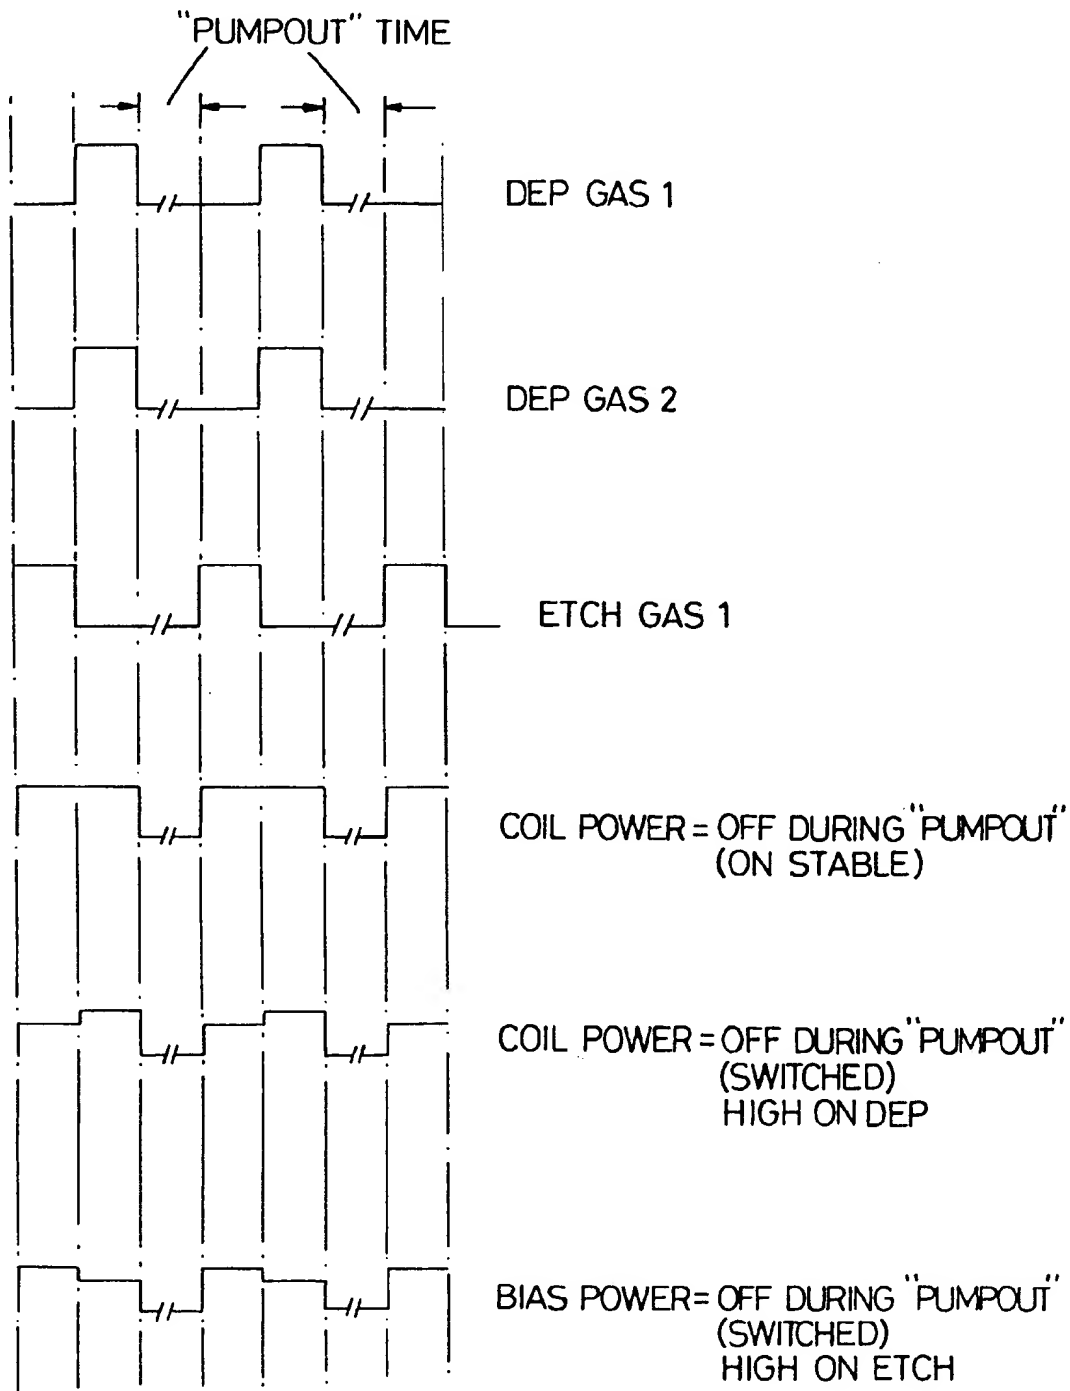 "PUMPOUT" TIME
DEP GAS 1
DEP GAS 2
ETCH GAS 1
COIL POWER = OFF DURING "PUMPOUT"
(ON STABLE)
COIL POWER = OFF DURING "PUMPOUT"
(SWITCHED)
HIGH ON DEP
BIAS POWER = OFF DURING "PUMPOUT"
(SWITCHED)
HIGH ON ETCH